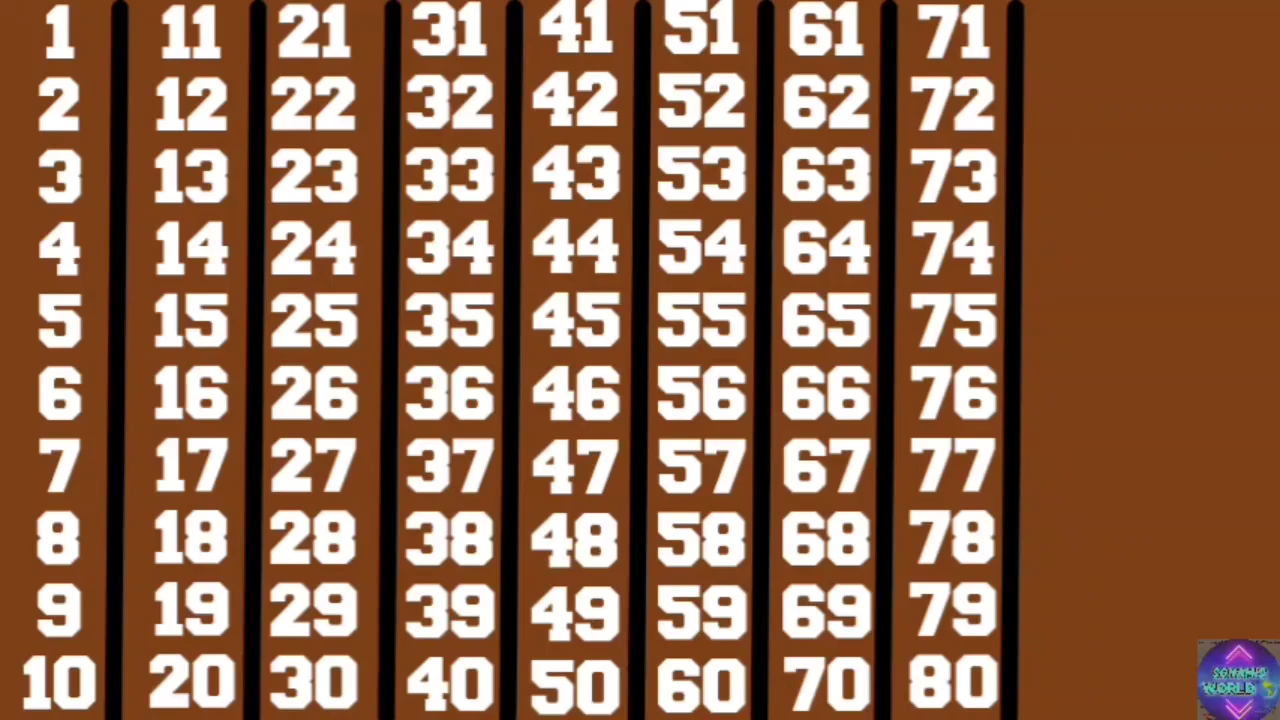 1 11 21 31 41 51 61 71
2 12 22 32 42 52 62 72
3 13 23 33 43 53 63 73
4 14 24 34 44 54 64 74
5 15 25 35 45 55 65 75
6 16 26 36 46 56 66 76
7 17 27 37 47 57 67 77
8 18 28 38 48 58 68 78
9 19 29 39 49 59 69 79
10 20 30 40 50 60 70 80
WORLD